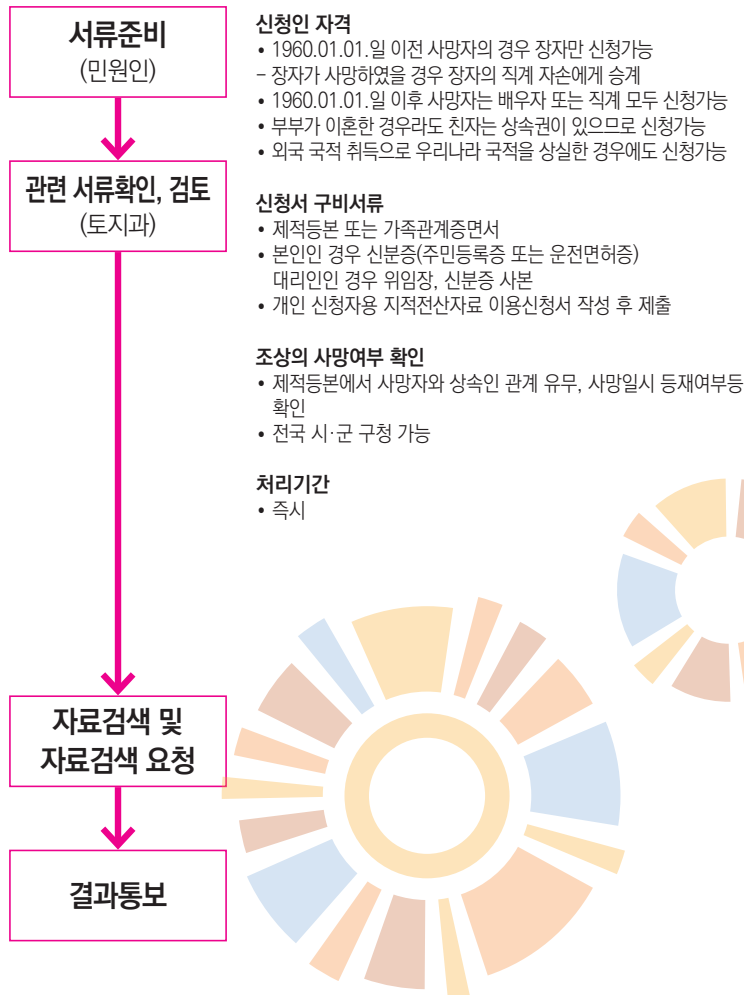 서류준비
(민원인)
관련 서류확인, 검토
(토지과)
자료검색 및
자료검색 요청
결과통보
신청인 자격
• 1960.01.01.일 이전 사망자의 경우 장자만 신청가능
– 장자가 사망하였을 경우 장자의 직계 자손에게 승계
• 1960.01.01.일 이후 사망자는 배우자 또는 직계 모두 신청가능
• 부부가 이혼한 경우라도 친자는 상속권이 있으므로 신청가능
• 외국 국적 취득으로 우리나라 국적을 상실한 경우에도 신청가능
신청서 구비서류
• 제적등본 또는 가족관계증면서
• 본인인 경우 신분증(주민등록증 또는 운전면허증)
대리인인 경우 위임장, 신분증 사본
• 개인 신청자용 지적전산자료 이용신청서 작성 후 제출
조상의 사망여부 확인
• 제적등본에서 사망자와 상속인 관계 유무, 사망일시 등재여부등
확인
• 전국 시·군 구청 가능
처리기간
• 즉시